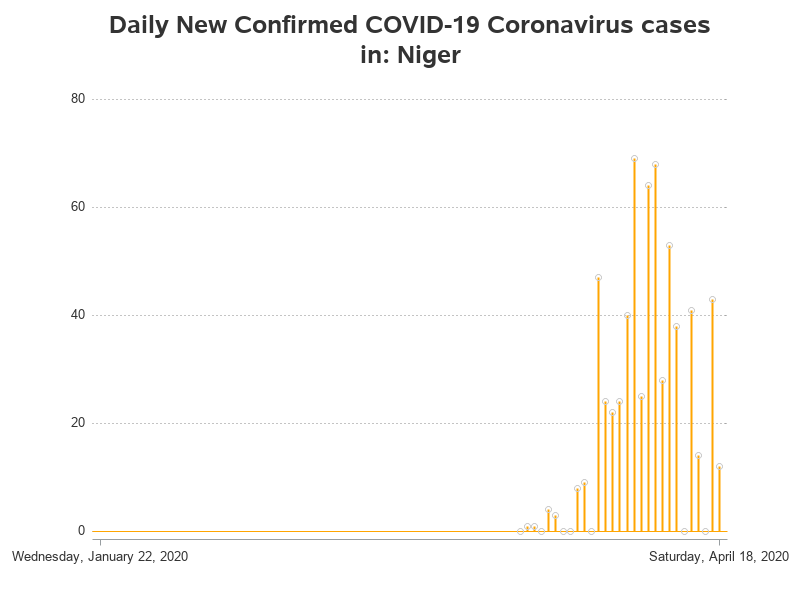 Daily New Confirmed COVID-19 Coronavirus cases
in: Niger
80
60
40
20
0
Wednesday, January 22, 2020
Saturday, April 18, 2020